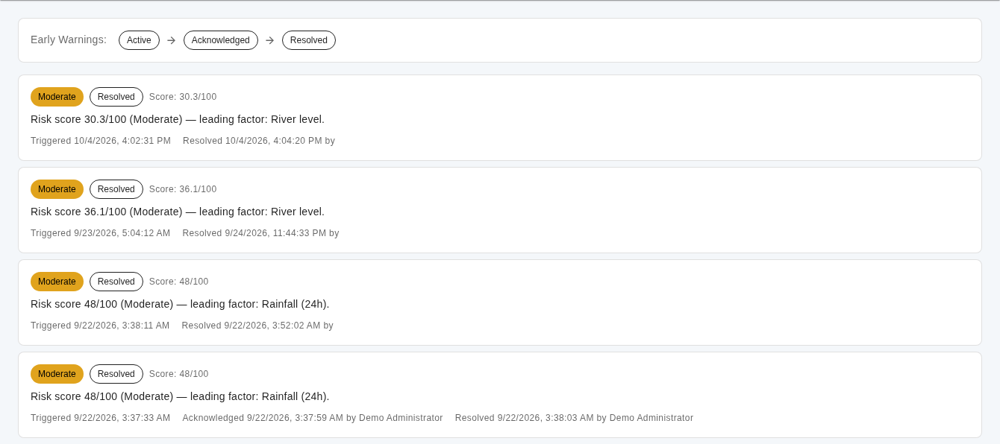 Early Warnings: Active → Acknowledged → Resolved
Moderate Resolved Score: 30.3/100
Risk score 30.3/100 (Moderate) — leading factor: River level.
Triggered 10/4/2026, 4:02:31 PM Resolved 10/4/2026, 4:04:20 PM by
Moderate Resolved Score: 36.1/100
Risk score 36.1/100 (Moderate) — leading factor: River level.
Triggered 9/23/2026, 5:04:12 AM Resolved 9/24/2026, 11:44:33 PM by
Moderate Resolved Score: 48/100
Risk score 48/100 (Moderate) — leading factor: Rainfall (24h).
Triggered 9/22/2026, 3:38:11 AM Resolved 9/22/2026, 3:52:02 AM by
Moderate Resolved Score: 48/100
Risk score 48/100 (Moderate) — leading factor: Rainfall (24h).
Triggered 9/22/2026, 3:37:33 AM Acknowledged 9/22/2026, 3:37:59 AM by Demo Administrator Resolved 9/22/2026, 3:38:03 AM by Demo Administrator